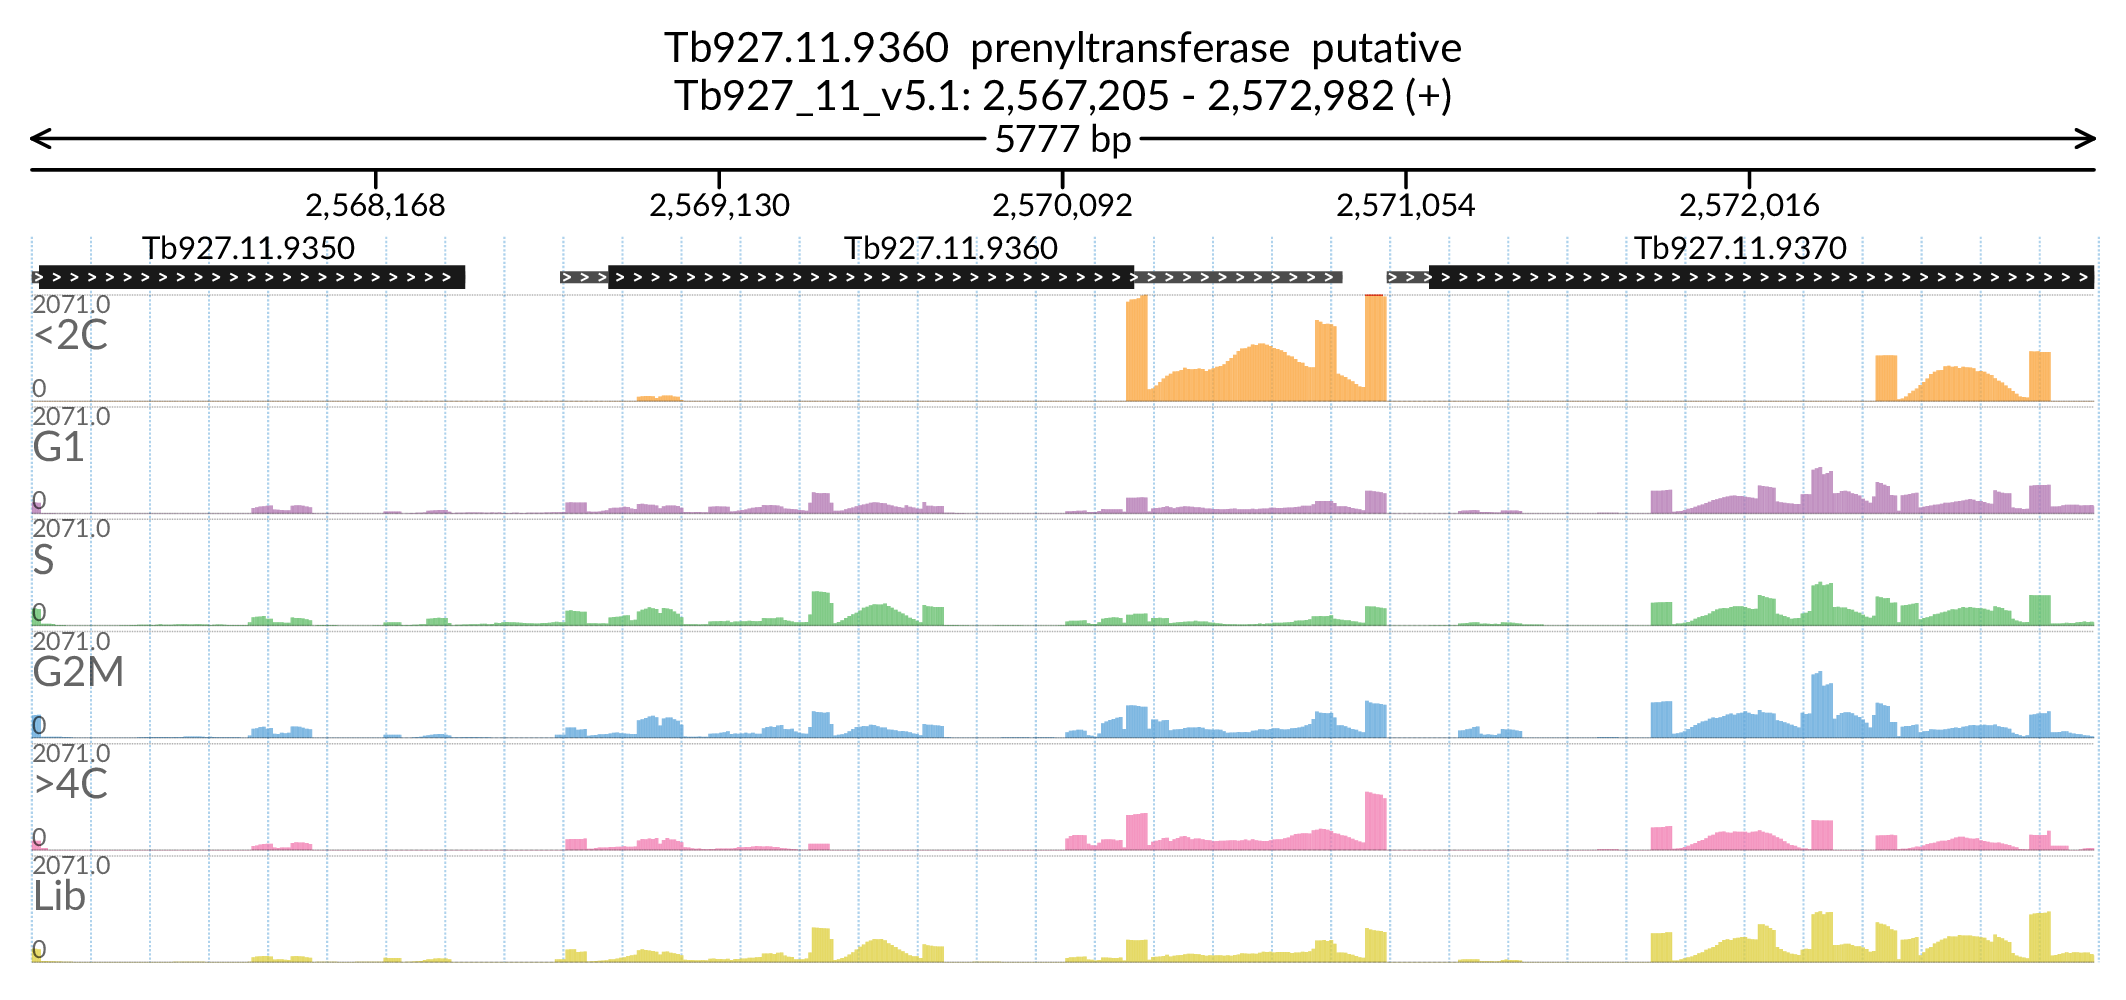 Tb927.11.9360 prenyltransferase putative
Tb927_11_v5.1: 2,567,205 - 2,572,982 (+)
5777 bp
2,568,168 2,569,130 2,570,092 2,571,054 2,572,016
Tb927.11.9350 Tb927.11.9360 Tb927.11.9370
2071.0
<2C
0
2071.0
G1
0
2071.0
S
0
2071.0
G2M
0
2071.0
>4C
0
2071.0
Lib
0